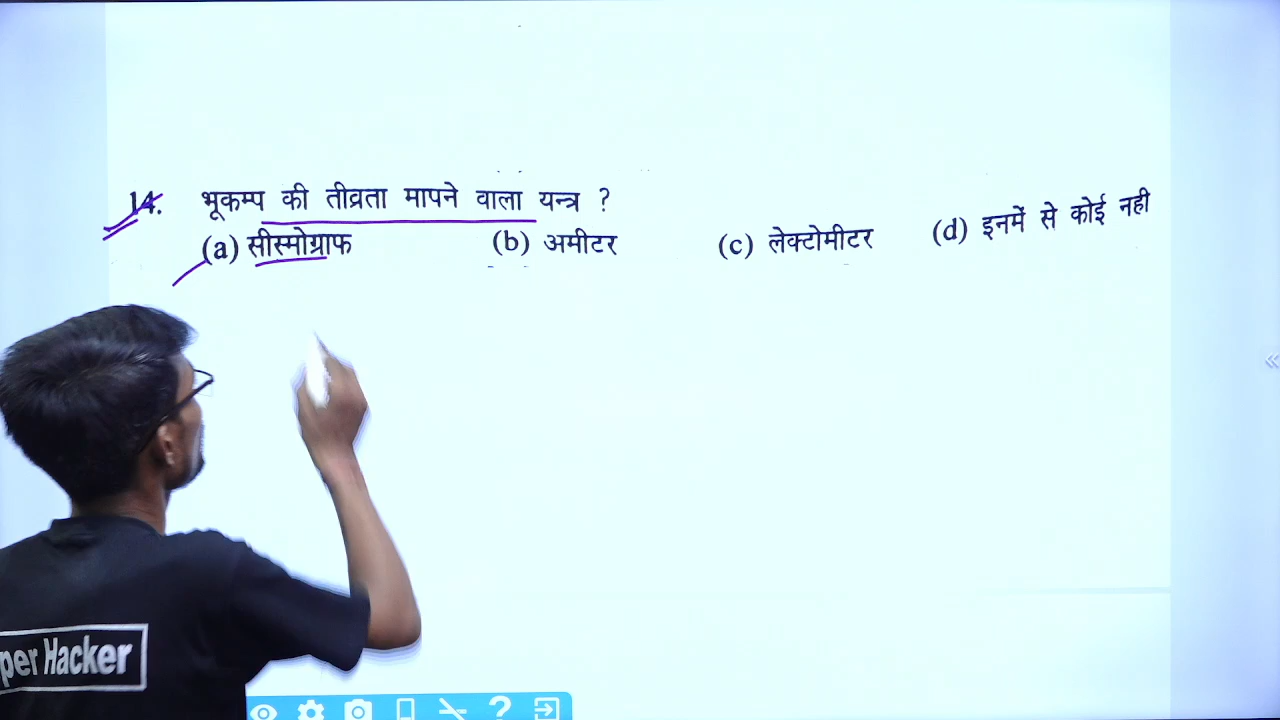 14. भूकम्प की तीव्रता मापने वाला यन्त्र ?
(a) सीस्मोग्राफ (b) अमीटर (c) लेक्टोमीटर (d) इनमें से कोई नही
per Hacker